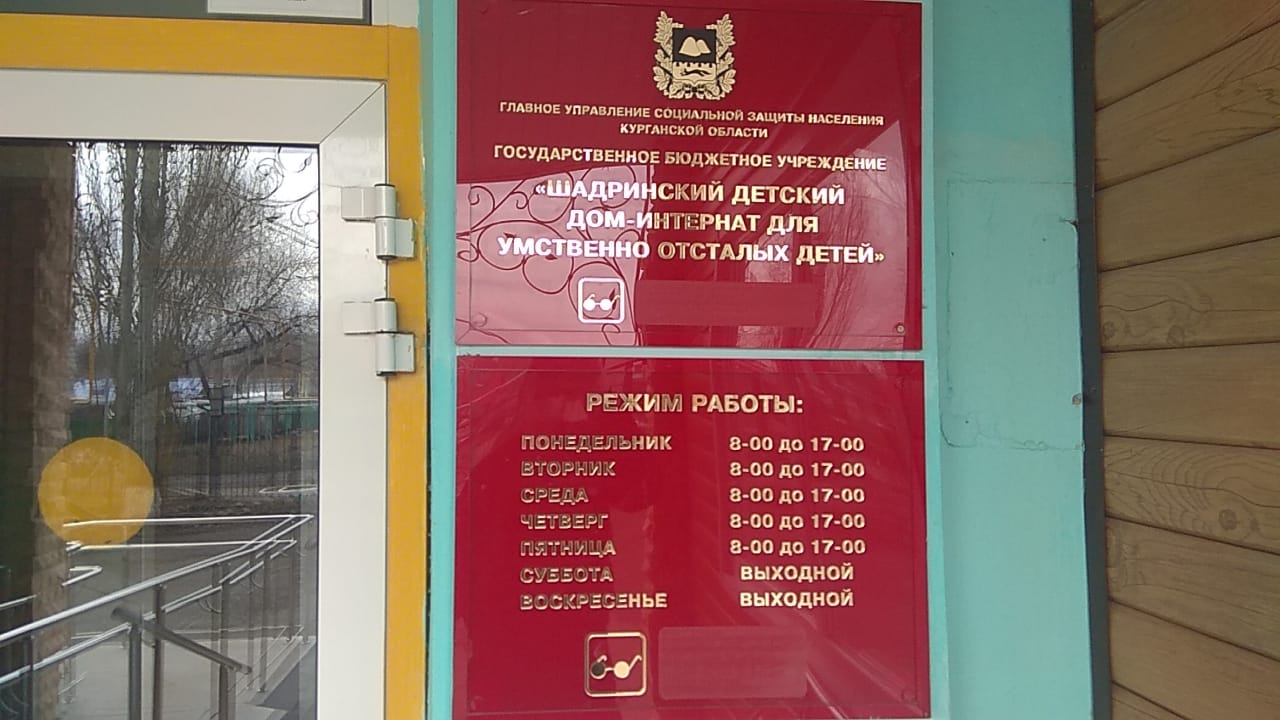 ГЛАВНОЕ УПРАВЛЕНИЕ СОЦИАЛЬНОЙ ЗАЩИТЫ НАСЕЛЕНИЯ
КУРГАНСКОЙ ОБЛАСТИ
ГОСУДАРСТВЕННОЕ БЮДЖЕТНОЕ УЧРЕЖДЕНИЕ
«ШАДРИНСКИЙ ДЕТСКИЙ
ДОМ-ИНТЕРНАТ ДЛЯ
УМСТВЕННО ОТСТАЛЫХ ДЕТЕЙ»
РЕЖИМ РАБОТЫ:
ПОНЕДЕЛЬНИК 8-00 до 17-00
ВТОРНИК 8-00 до 17-00
СРЕДА 8-00 до 17-00
ЧЕТВЕРГ 8-00 до 17-00
ПЯТНИЦА 8-00 до 17-00
СУББОТА ВЫХОДНОЙ
ВОСКРЕСЕНЬЕ ВЫХОДНОЙ